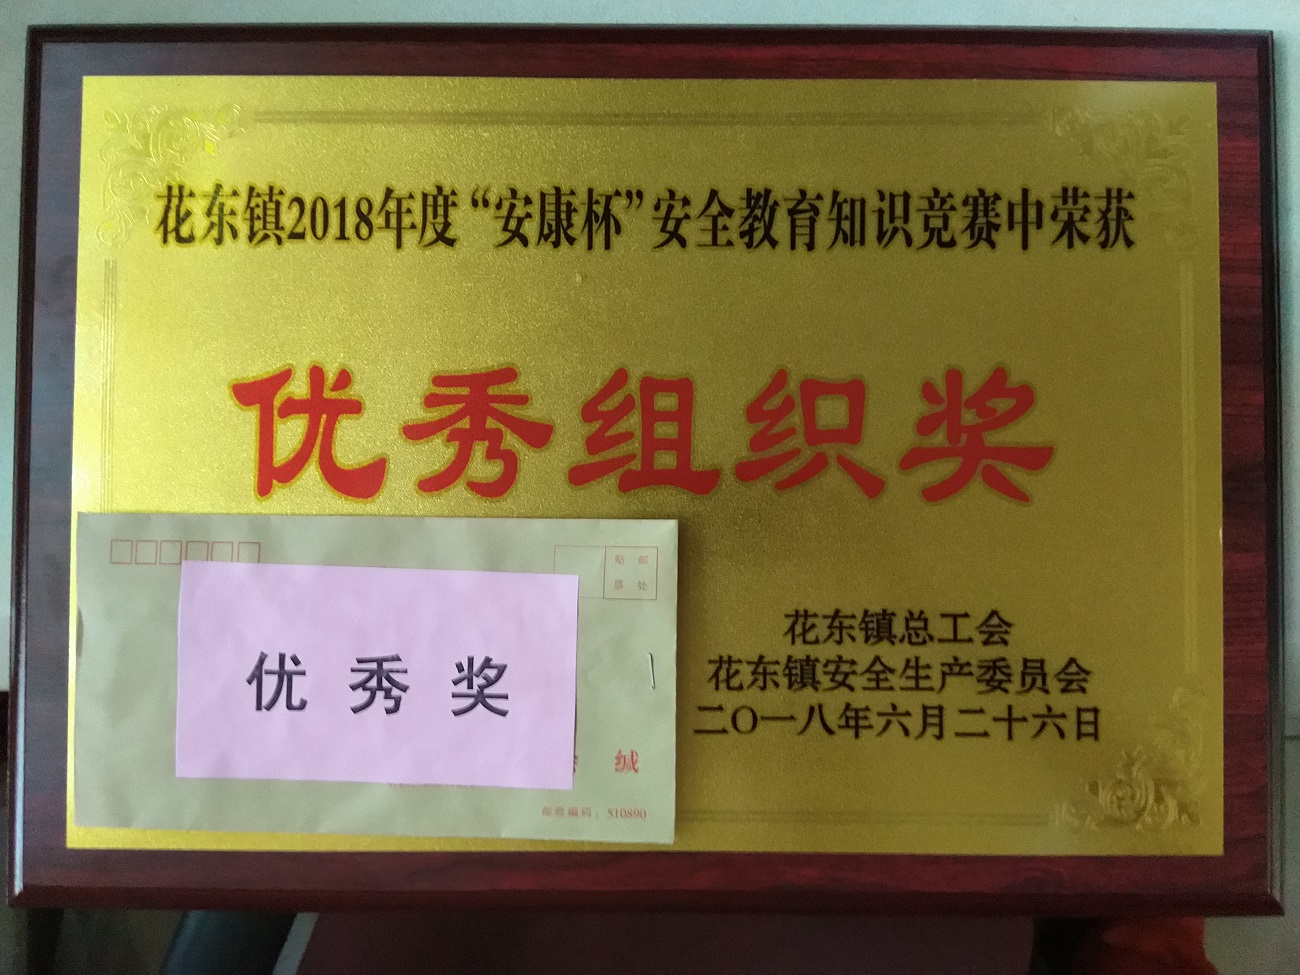 花东镇2018年度“安康杯”安全教育知识竞赛中荣获
优秀组织奖
贴 邮
票 处
优 秀 奖
缄
邮政编码：510890
花东镇总工会
花东镇安全生产委员会
二〇一八年六月二十六日